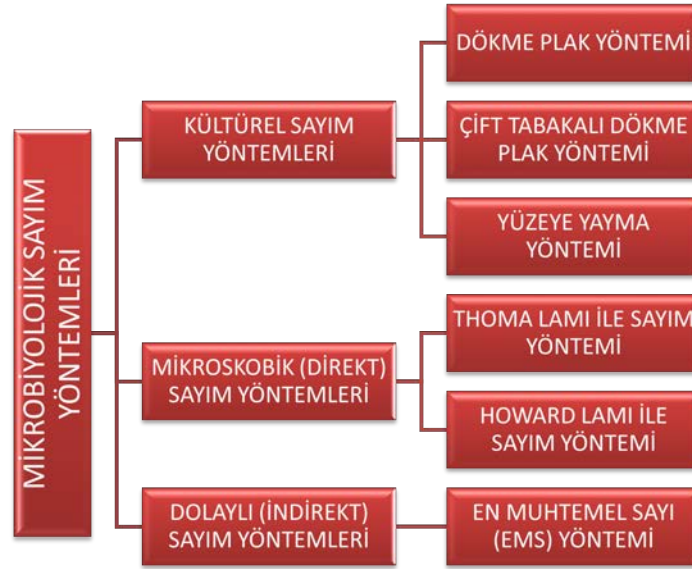 MİKROBİYOLOJİK SAYIM
YÖNTEMLERİ
KÜLTÜREL SAYIM
YÖNTEMLERİ
DÖKME PLAK YÖNTEMİ
ÇİFT TABAKALI DÖKME
PLAK YÖNTEMİ
YÜZEYE YAYMA
YÖNTEMİ
MİKROSKOBİK (DİREKT)
SAYIM YÖNTEMLERİ
THOMA LAMI İLE SAYIM
YÖNTEMİ
HOWARD LAMI İLE
SAYIM YÖNTEMİ
DOLAYLI (İNDİREKT)
SAYIM YÖNTEMLERİ
EN MUHTEMEL SAYI
(EMS) YÖNTEMİ